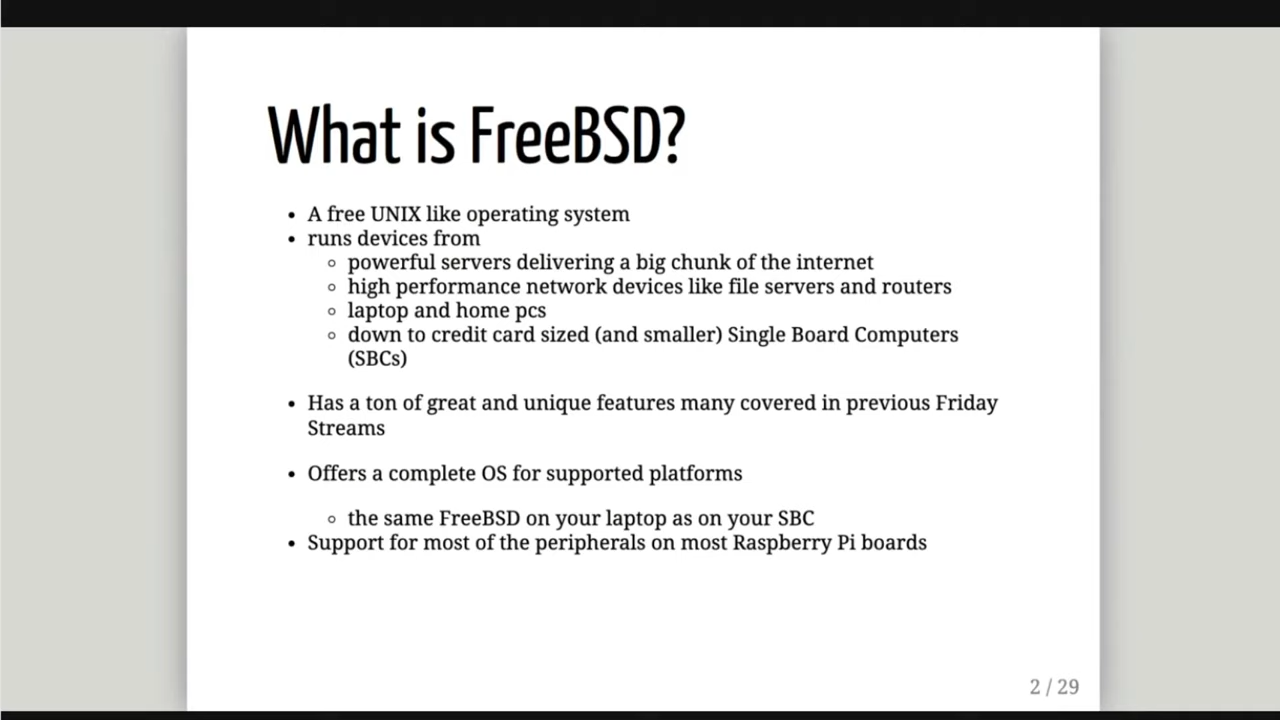 What is FreeBSD?
• A free UNIX like operating system
• runs devices from
◦ powerful servers delivering a big chunk of the internet
◦ high performance network devices like file servers and routers
◦ laptop and home pcs
◦ down to credit card sized (and smaller) Single Board Computers
(SBCs)
• Has a ton of great and unique features many covered in previous Friday
Streams
• Offers a complete OS for supported platforms
◦ the same FreeBSD on your laptop as on your SBC
• Support for most of the peripherals on most Raspberry Pi boards
2 / 29